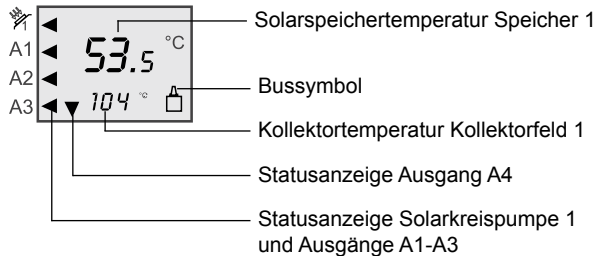 Solarspeichertemperatur Speicher 1
A1
A2
A3
53.5 °C
104 °C
Bussymbol
Kollektortemperatur Kollektorfeld 1
Statusanzeige Ausgang A4
Statusanzeige Solarkreispumpe 1
und Ausgänge A1-A3